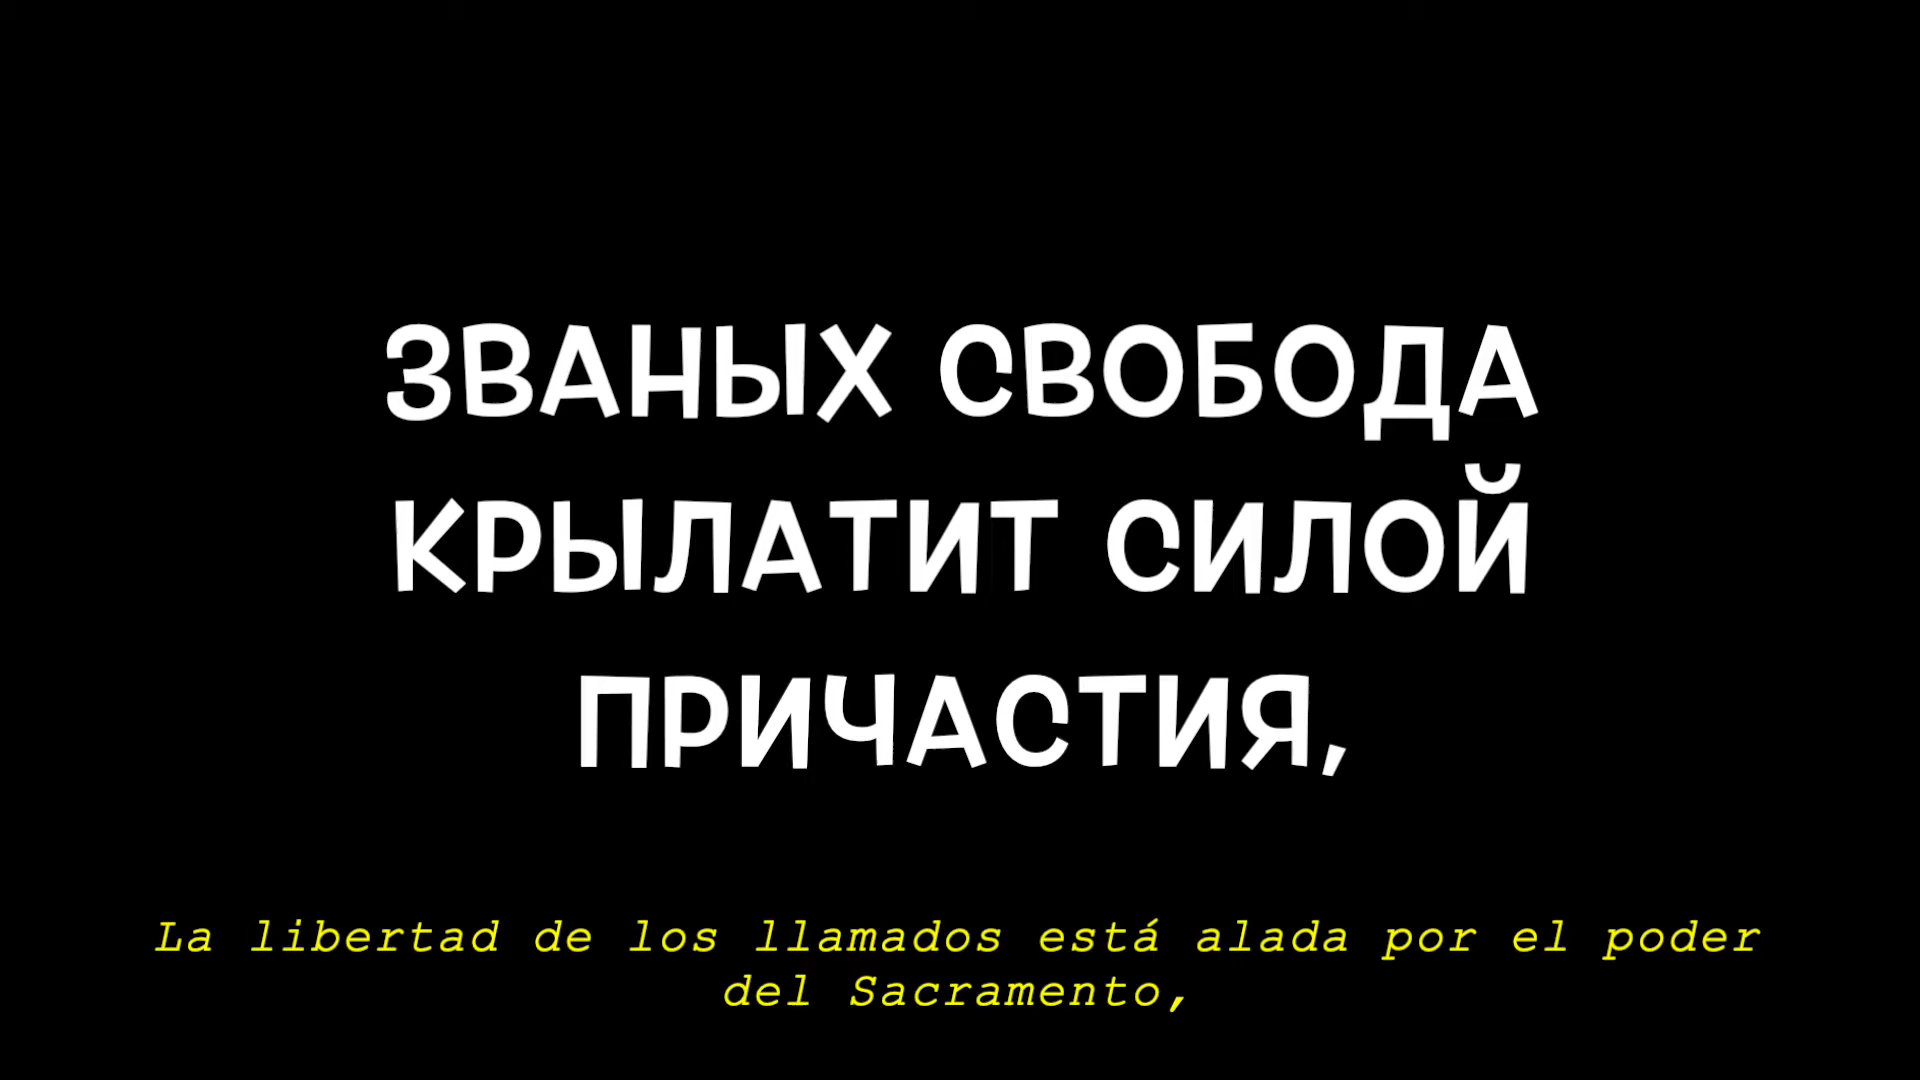 ЗВАНЫХ СВОБОДА
КРЫЛАТИТ СИЛОЙ
ПРИЧАСТИЯ,
La libertad de los llamados está alada por el poder
del Sacramento,